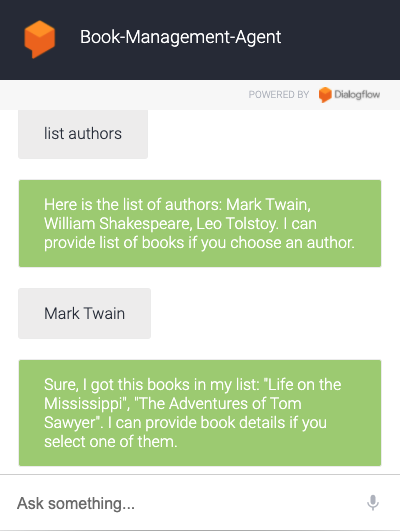 Book-Management-Agent
POWERED BY Dialogflow
list authors
Here is the list of authors: Mark Twain,
William Shakespeare, Leo Tolstoy. I can
provide list of books if you choose an author.
Mark Twain
Sure, I got this books in my list: "Life on the
Mississippi", "The Adventures of Tom
Sawyer". I can provide book details if you
select one of them.
Ask something...